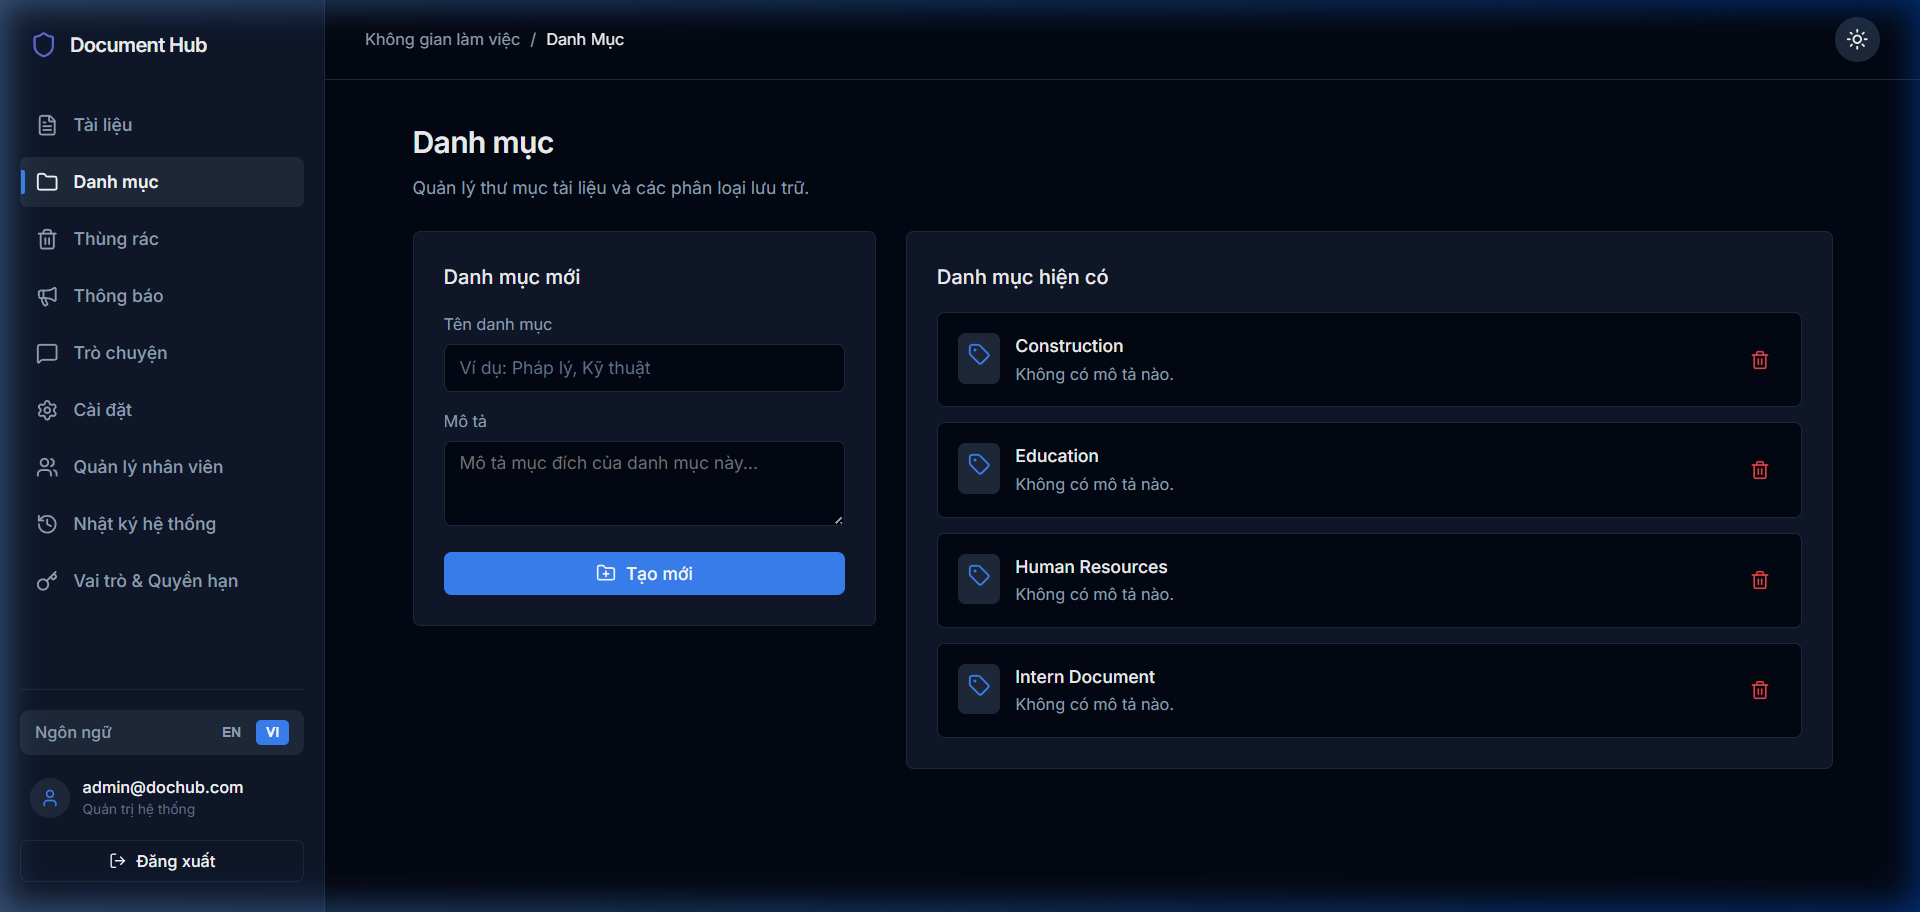 Document Hub
Không gian làm việc / Danh Mục
Tài liệu
Danh mục
Thùng rác
Thông báo
Trò chuyện
Cài đặt
Quản lý nhân viên
Nhật ký hệ thống
Vai trò & Quyền hạn
Ngôn ngữ EN VI
admin@dochub.com
Quản trị hệ thống
Đăng xuất
Danh mục
Quản lý thư mục tài liệu và các phân loại lưu trữ.
Danh mục mới
Tên danh mục
Ví dụ: Pháp lý, Kỹ thuật
Mô tả
Mô tả mục đích của danh mục này...
Tạo mới
Danh mục hiện có
Construction
Không có mô tả nào.
Education
Không có mô tả nào.
Human Resources
Không có mô tả nào.
Intern Document
Không có mô tả nào.